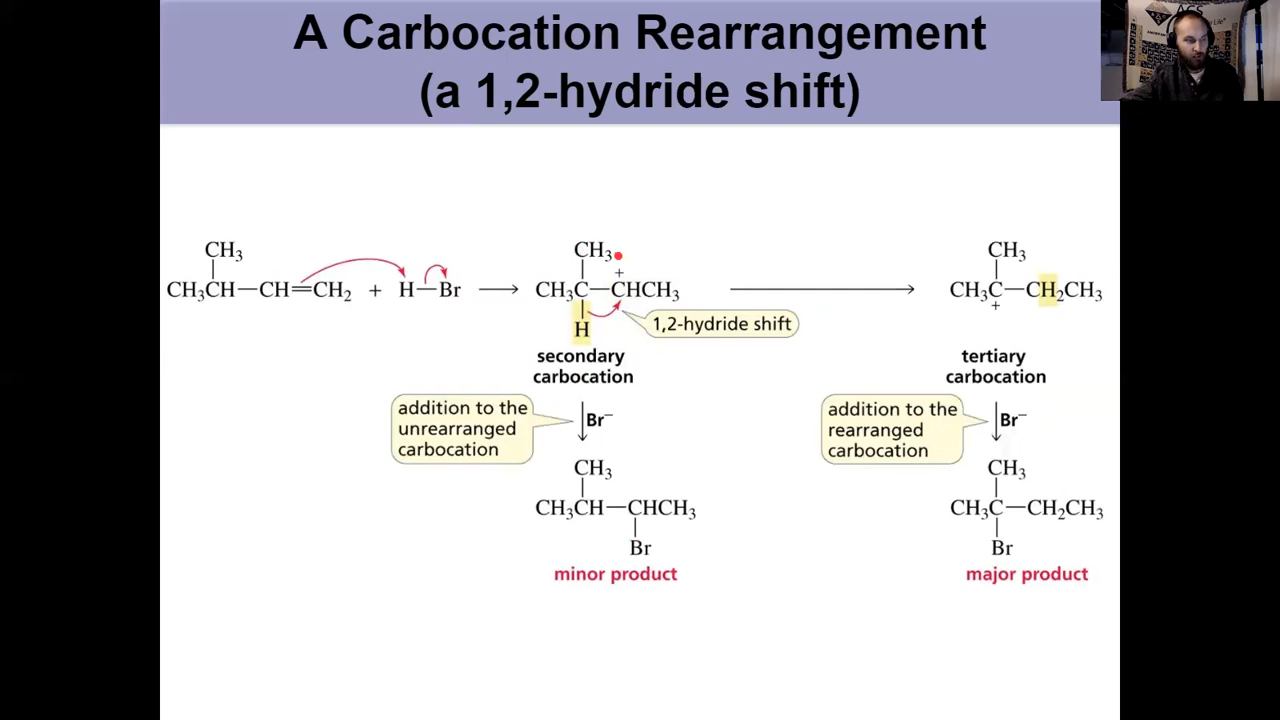 A Carbocation Rearrangement
(a 1,2-hydride shift)
ACS
CH₃
CH₃CH—CH=CH₂ + H—Br ⟶
CH₃
+
CH₃C—CHCH₃
H
1,2-hydride shift
secondary
carbocation
⟶
CH₃
CH₃C—CH₂CH₃
+
tertiary
carbocation
addition to the
unrearranged
carbocation
Br⁻
CH₃
CH₃CH—CHCH₃
Br
minor product
addition to the
rearranged
carbocation
Br⁻
CH₃
CH₃C—CH₂CH₃
Br
major product